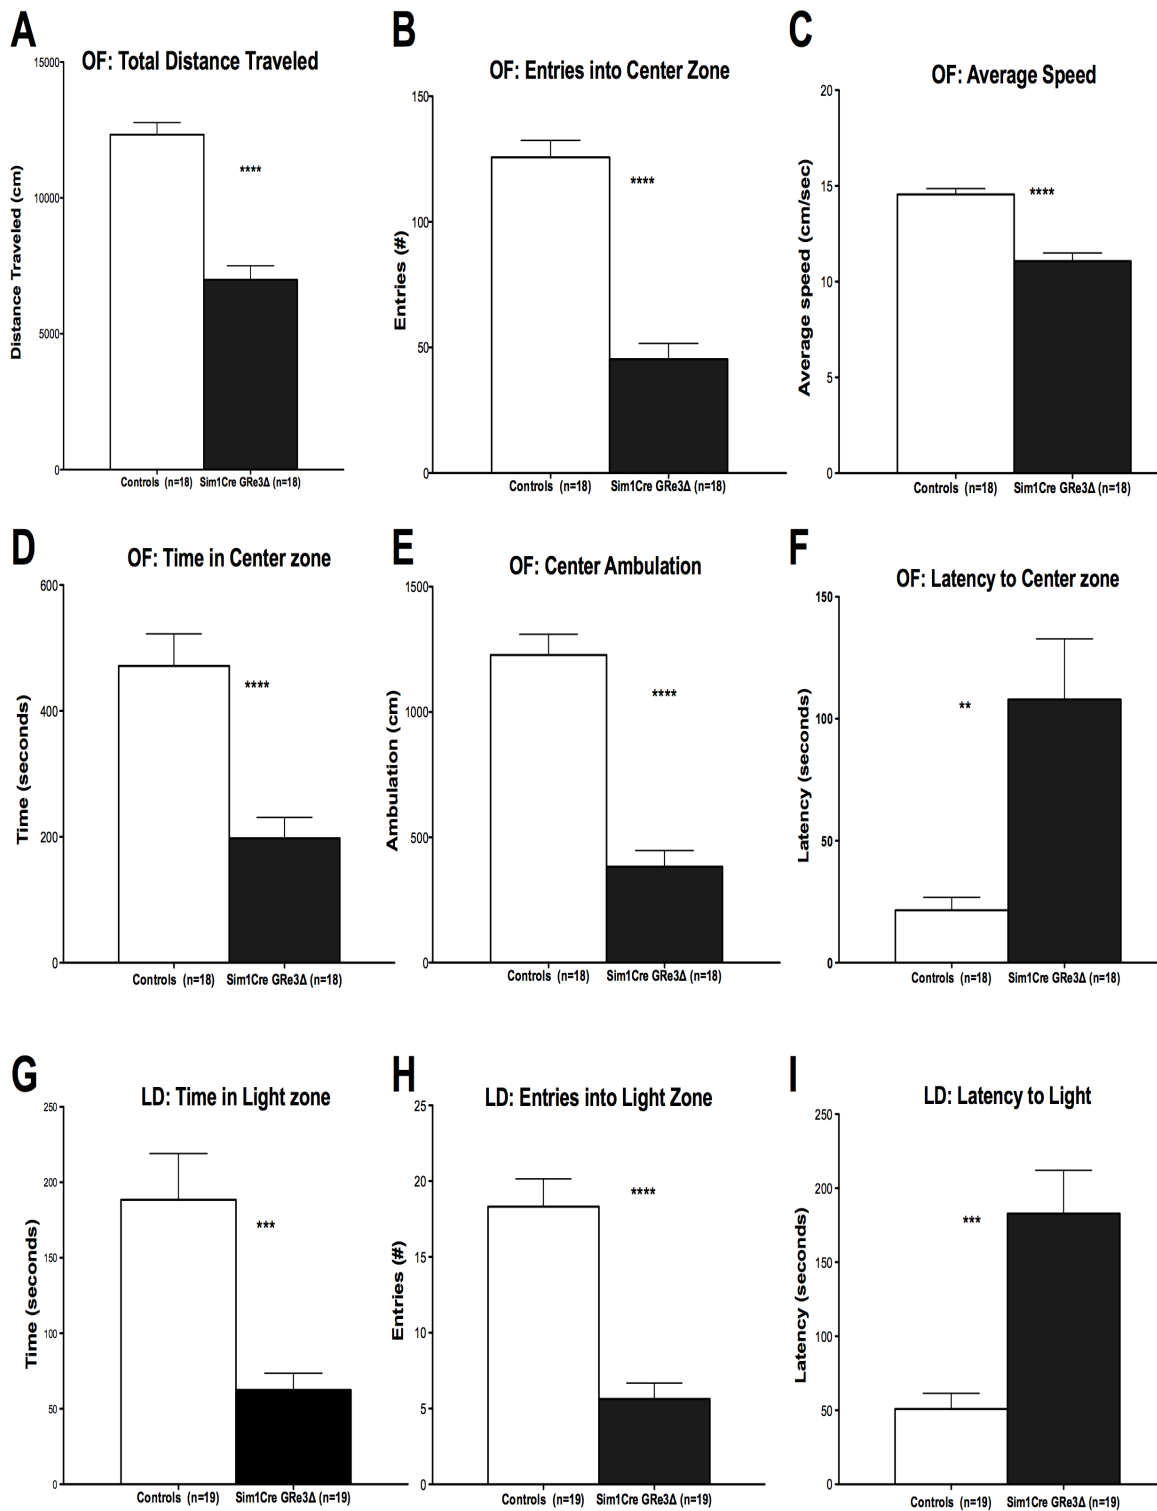 A
OF: Total Distance Traveled
Distance Traveled (cm)
15000
10000
5000
0
****
Controls (n=18) Sim1Cre GRe3Δ (n=18)
B
OF: Entries into Center Zone
Entries (#)
150
100
50
0
****
Controls (n=18) Sim1Cre GRe3Δ (n=18)
C
OF: Average Speed
Average speed (cm/sec)
20
15
10
5
0
****
Controls (n=18) Sim1Cre GRe3Δ (n=18)
D
OF: Time in Center zone
Time (seconds)
600
400
200
0
****
Controls (n=18) Sim1Cre GRe3Δ (n=18)
E
OF: Center Ambulation
Ambulation (cm)
1500
1000
500
0
****
Controls (n=18) Sim1Cre GRe3Δ (n=18)
F
OF: Latency to Center zone
Latency (seconds)
150
100
50
0
**
Controls (n=18) Sim1Cre GRe3Δ (n=18)
G
LD: Time in Light zone
Time (seconds)
250
200
150
100
50
0
***
Controls (n=19) Sim1Cre GRe3Δ (n=19)
H
LD: Entries into Light Zone
Entries (#)
25
20
15
10
5
0
****
Controls (n=19) Sim1Cre GRe3Δ (n=19)
I
LD: Latency to Light
Latency (seconds)
250
200
150
100
50
0
***
Controls (n=19) Sim1Cre GRe3Δ (n=19)